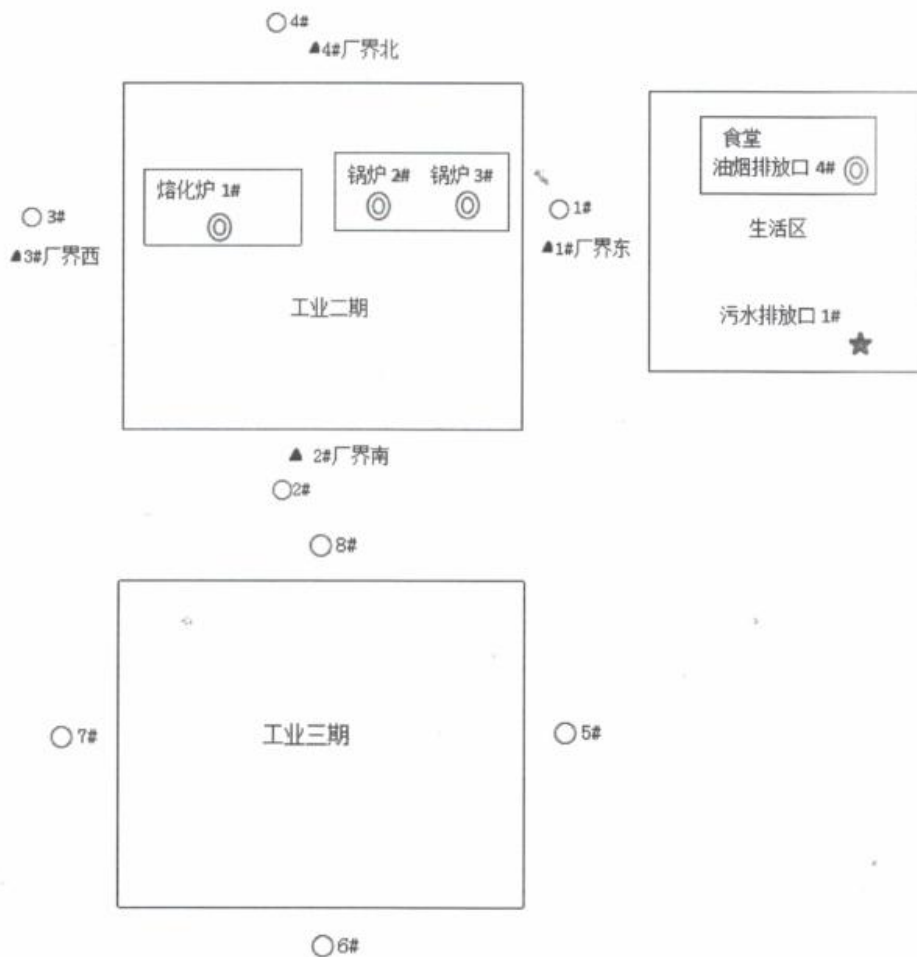 4#
4#厂界北
食堂
油烟排放口 4#
熔化炉 1#
锅炉 2# 锅炉 3#
3#
1#
3#厂界西
1#厂界东
生活区
工业二期
污水排放口 1#
2#厂界南
2#
8#
工业三期
7#
5#
6#